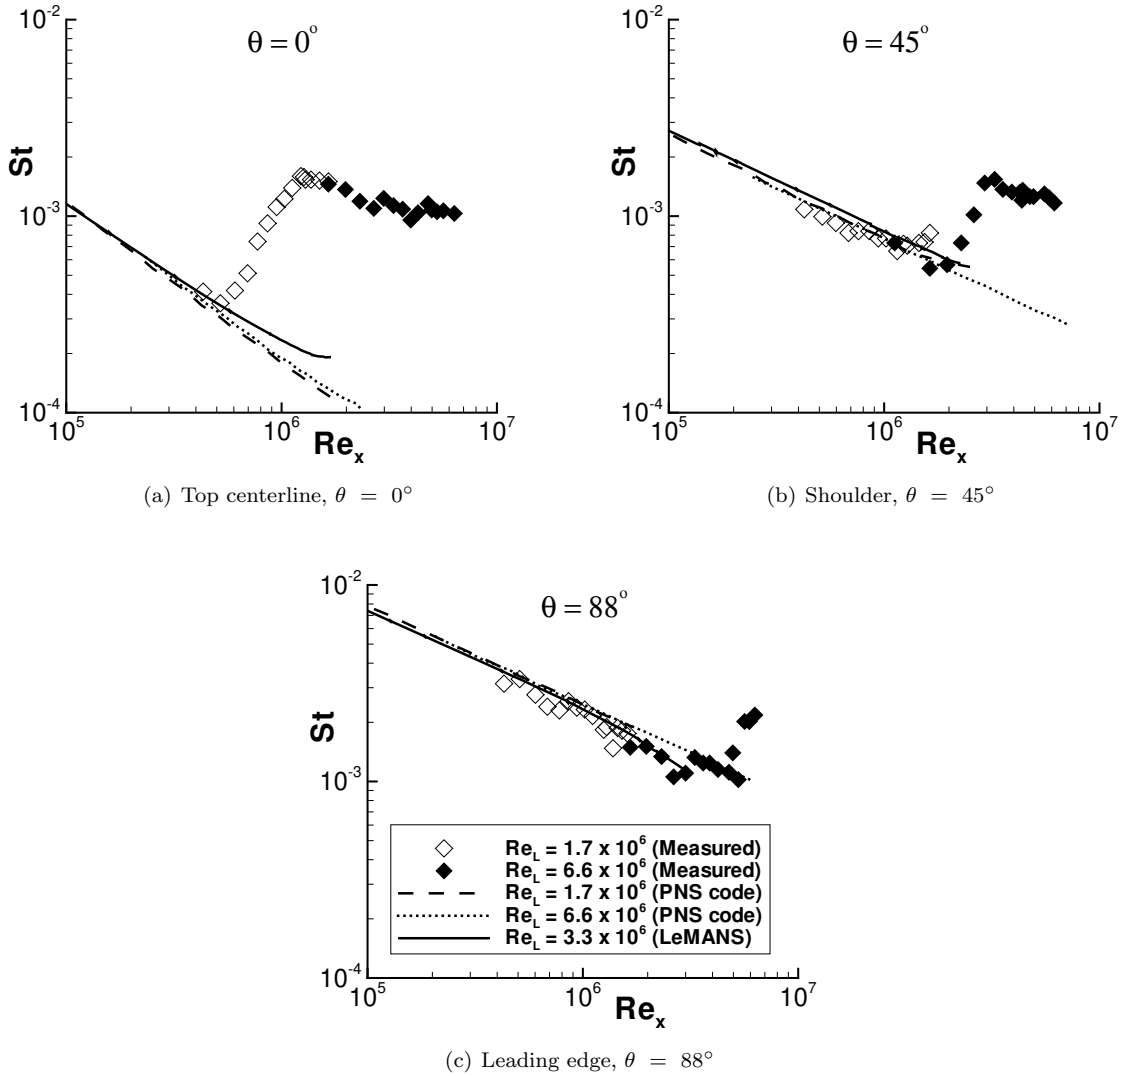 10^-2
θ = 0°
St
10^-3
10^-4
10^5
10^6
10^7
Re_x
(a) Top centerline, θ = 0°
10^-2
θ = 45°
St
10^-3
10^-4
10^5
10^6
10^7
Re_x
(b) Shoulder, θ = 45°
10^-2
θ = 88°
St
10^-3
Re_L = 1.7 x 10^6 (Measured)
Re_L = 6.6 x 10^6 (Measured)
Re_L = 1.7 x 10^6 (PNS code)
Re_L = 6.6 x 10^6 (PNS code)
Re_L = 3.3 x 10^6 (LeMANS)
10^-4
10^5
10^6
10^7
Re_x
(c) Leading edge, θ = 88°